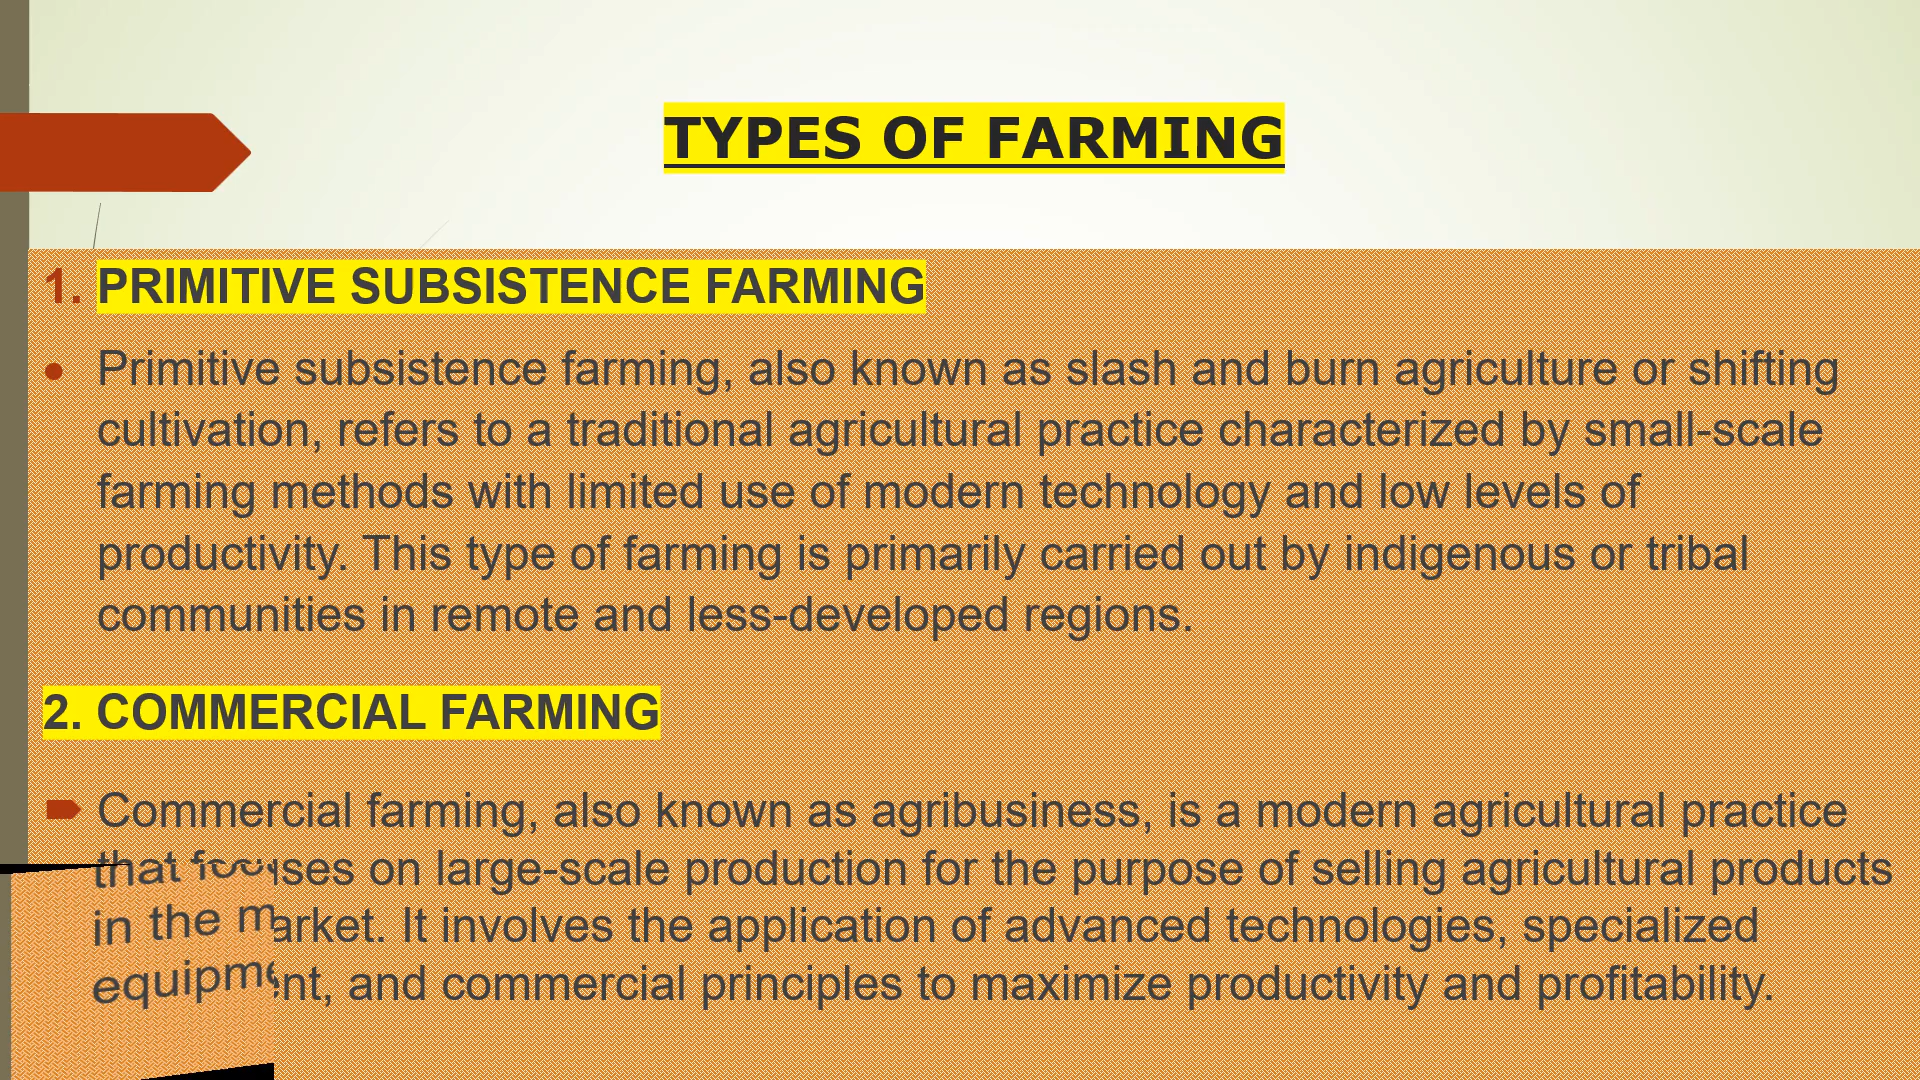 TYPES OF FARMING
1. PRIMITIVE SUBSISTENCE FARMING
• Primitive subsistence farming, also known as slash and burn agriculture or shifting
cultivation, refers to a traditional agricultural practice characterized by small-scale
farming methods with limited use of modern technology and low levels of
productivity. This type of farming is primarily carried out by indigenous or tribal
communities in remote and less-developed regions.
2. COMMERCIAL FARMING
Commercial farming, also known as agribusiness, is a modern agricultural practice
that focuses on large-scale production for the purpose of selling agricultural products
in the market. It involves the application of advanced technologies, specialized
equipment, and commercial principles to maximize productivity and profitability.